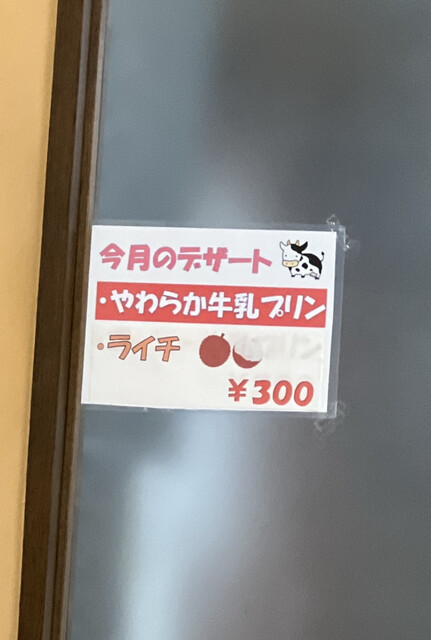 今月のデザート
・やわらか牛乳プリン
・ライチ
¥300